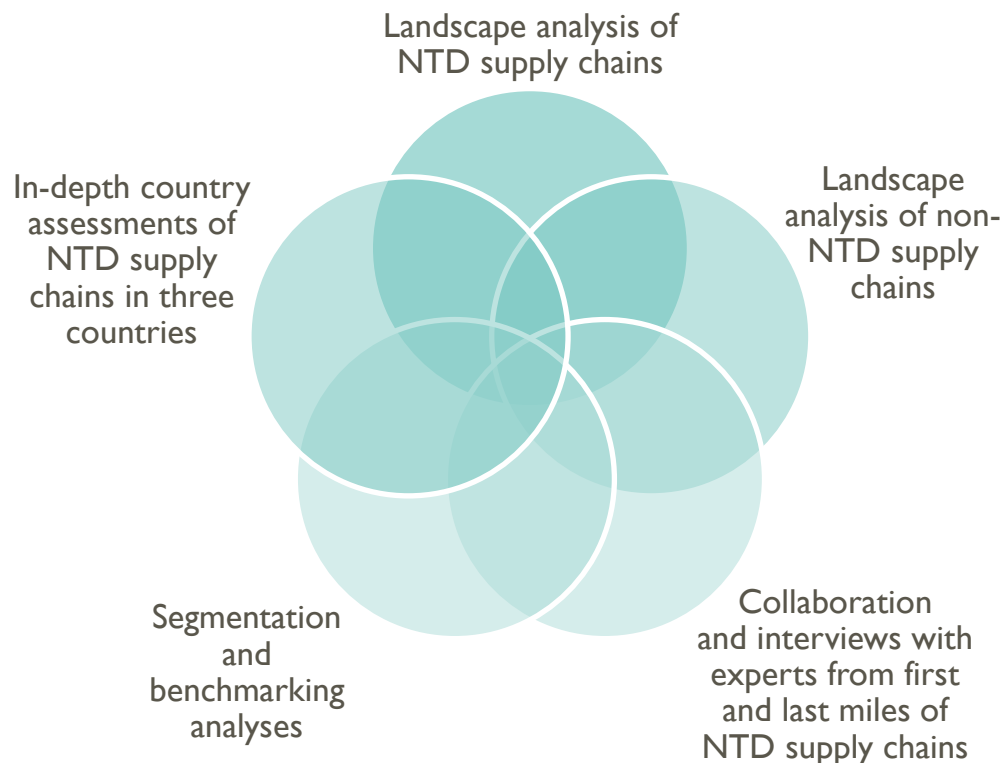 Landscape analysis of
NTD supply chains
In-depth country
assessments of
NTD supply
chains in three
countries
Landscape
analysis of non-
NTD supply
chains
Segmentation
and
benchmarking
analyses
Collaboration
and interviews with
experts from first
and last miles of
NTD supply chains